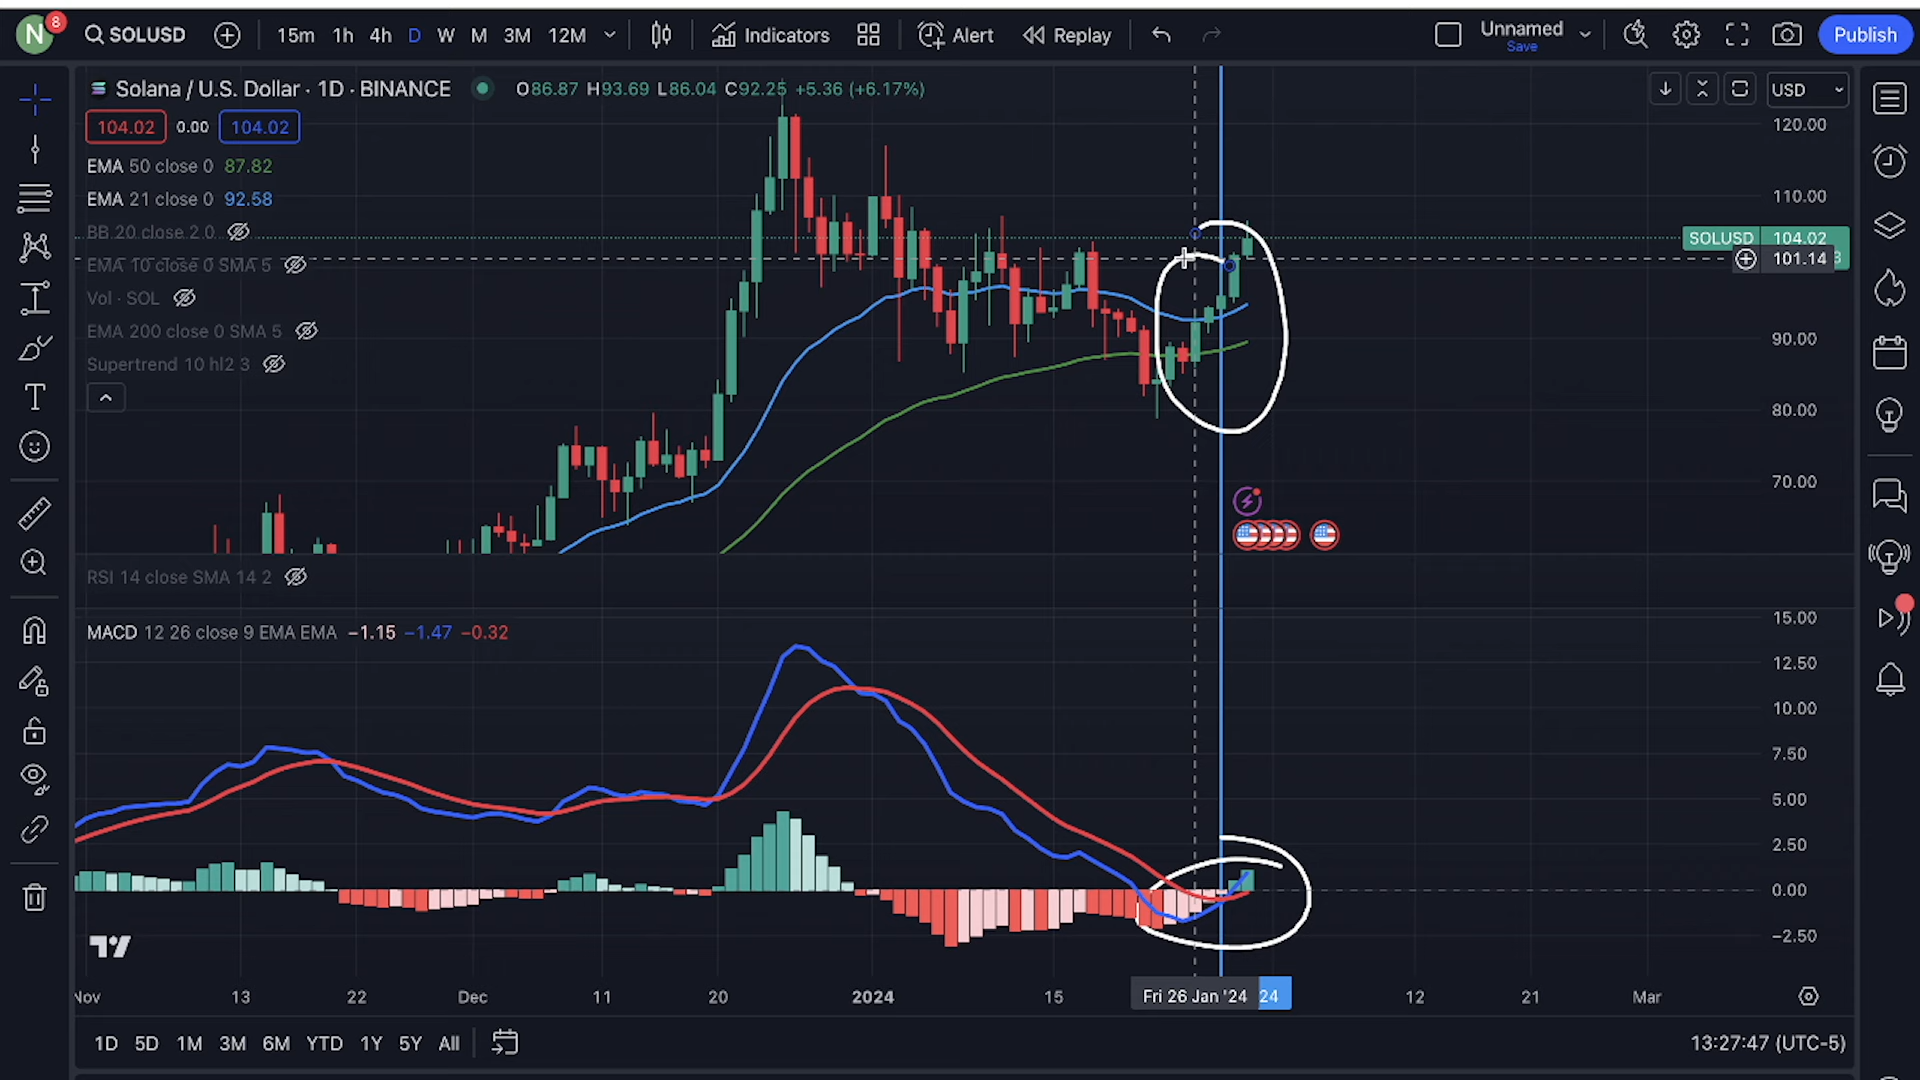 N 8 SOLUSD 15m 1h 4h D W M 3M 12M Indicators Alert Replay Unnamed Save Publish
Solana / U.S. Dollar · 1D · BINANCE O86.87 H93.69 L86.04 C92.25 +5.36 (+6.17%) USD
104.02 0.00 104.02
120.00
EMA 50 close 0 87.82
EMA 21 close 0 92.58
110.00
BB 20 close 2 0
SOLUSD 104.02
EMA 10 close 0 SMA 5
101.14
Vol · SOL
EMA 200 close 0 SMA 5
90.00
Supertrend 10 hl2 3
80.00
70.00
RSI 14 close SMA 14 2
MACD 12 26 close 9 EMA EMA −1.15 −1.47 −0.32
15.00
12.50
10.00
7.50
5.00
2.50
0.00
−2.50
Nov 13 22 Dec 11 20 2024 15 Fri 26 Jan '24 24 12 21 Mar
1D 5D 1M 3M 6M YTD 1Y 5Y All 13:27:47 (UTC-5)